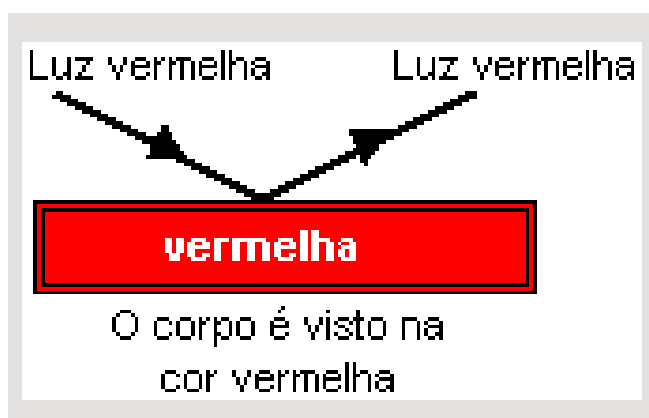 Luz vermelha Luz vermelha
vermelha
O corpo é visto na
cor vermelha